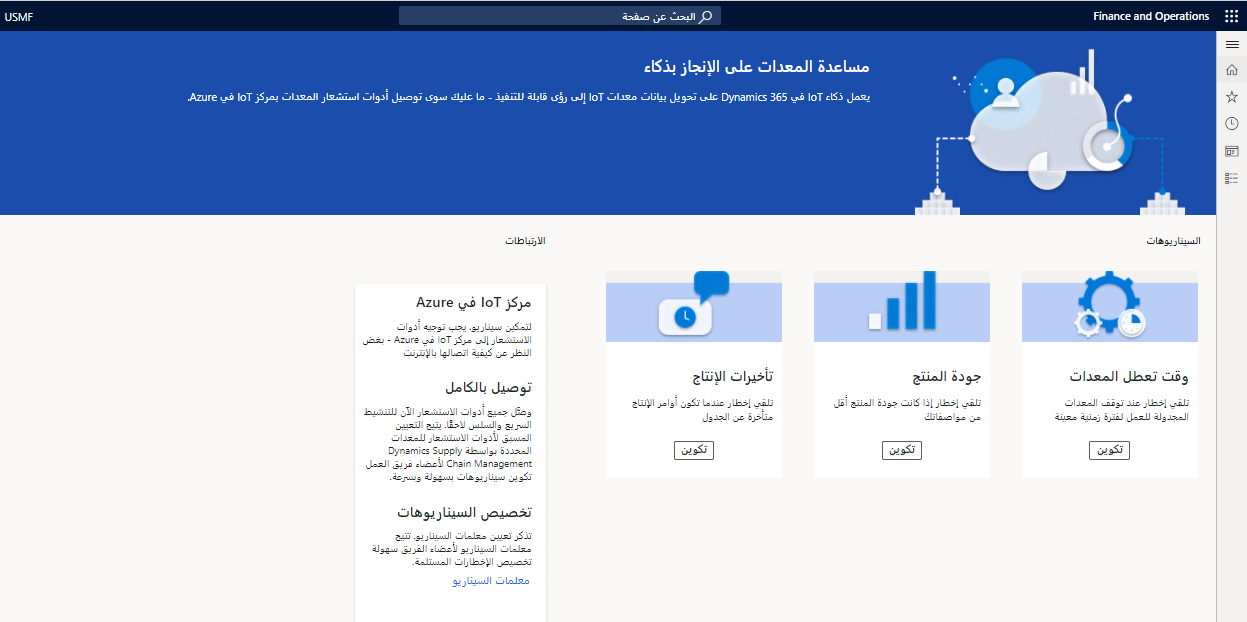 Finance and Operations
البحث عن صفحة
USMF
مساعدة المعدات على الإنجاز بذكاء
يعمل ذكاء IoT في Dynamics 365 على تحويل بيانات معدات IoT إلى رؤى قابلة للتنفيذ - ما عليك سوى توصيل أدوات استشعار المعدات بمركز IoT في Azure.
السيناريوهات
وقت تعطل المعدات
تلقي إخطار عند توقف المعدات
المجدولة للعمل لفترة زمنية معينة
تكوين
جودة المنتج
تلقي إخطار إذا كانت جودة المنتج أقل
من مواصفاتك
تكوين
تأخيرات الإنتاج
تلقي إخطار عندما تكون أوامر الإنتاج
متأخرة عن الجدول
تكوين
الارتباطات
مركز IoT في Azure
لتمكين سيناريو، يجب توجيه أدوات
الاستشعار إلى مركز IoT في Azure - بغض
النظر عن كيفية اتصالها بالإنترنت
توصيل بالكامل
وصّل جميع أدوات الاستشعار الآن للتنشيط
السريع والسلس لاحقًا. يتيح التعيين
المسبق لأدوات الاستشعار للمعدات
المحددة بواسطة Dynamics Supply
Chain Management لأعضاء فريق العمل
تكوين سيناريوهات بسهولة وبسرعة.
تخصيص السيناريوهات
تذكر تعيين معلمات السيناريو. تتيح
معلمات السيناريو لأعضاء الفريق سهولة
تخصيص الإخطارات المستلمة.
معلمات السيناريو